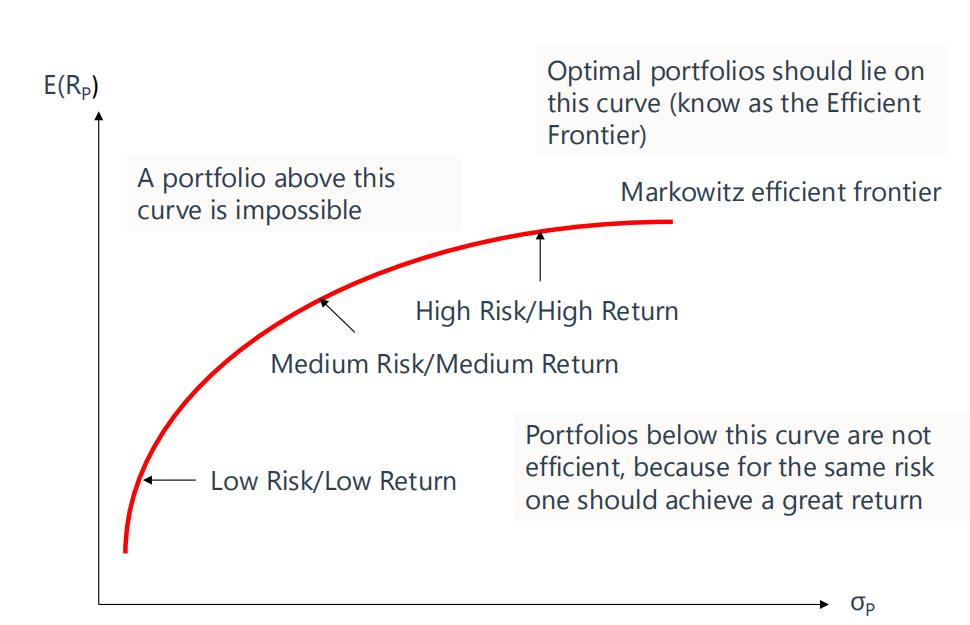 E(R_P)
Optimal portfolios should lie on
this curve (know as the Efficient
Frontier)
A portfolio above this
curve is impossible
Markowitz efficient frontier
High Risk/High Return
Medium Risk/Medium Return
Portfolios below this curve are not
efficient, because for the same risk
one should achieve a great return
Low Risk/Low Return
σ_P